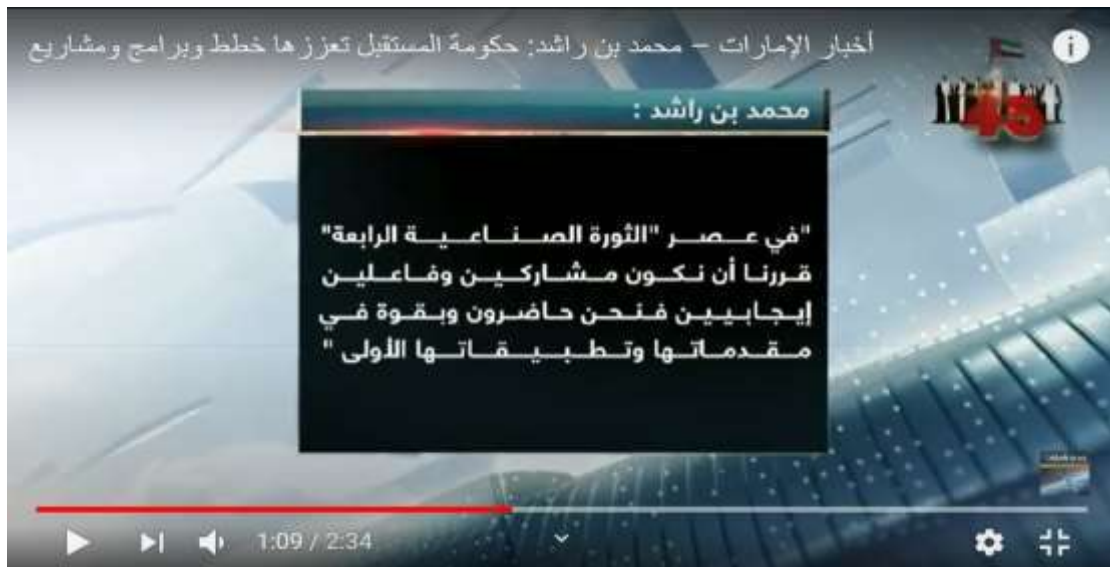 أخبار الإمارات – محمد بن راشد: حكومة المستقبل تعززها خطط وبرامج ومشاريع
45
محمد بن راشد :
"في عصر "الثورة الصناعية الرابعة"
قررنا أن نكون مشاركين وفاعلين
إيجابيين فنحن حاضرون وبقوة في
مقدماتها وتطبيقاتها الأولى "
1:09 / 2:34